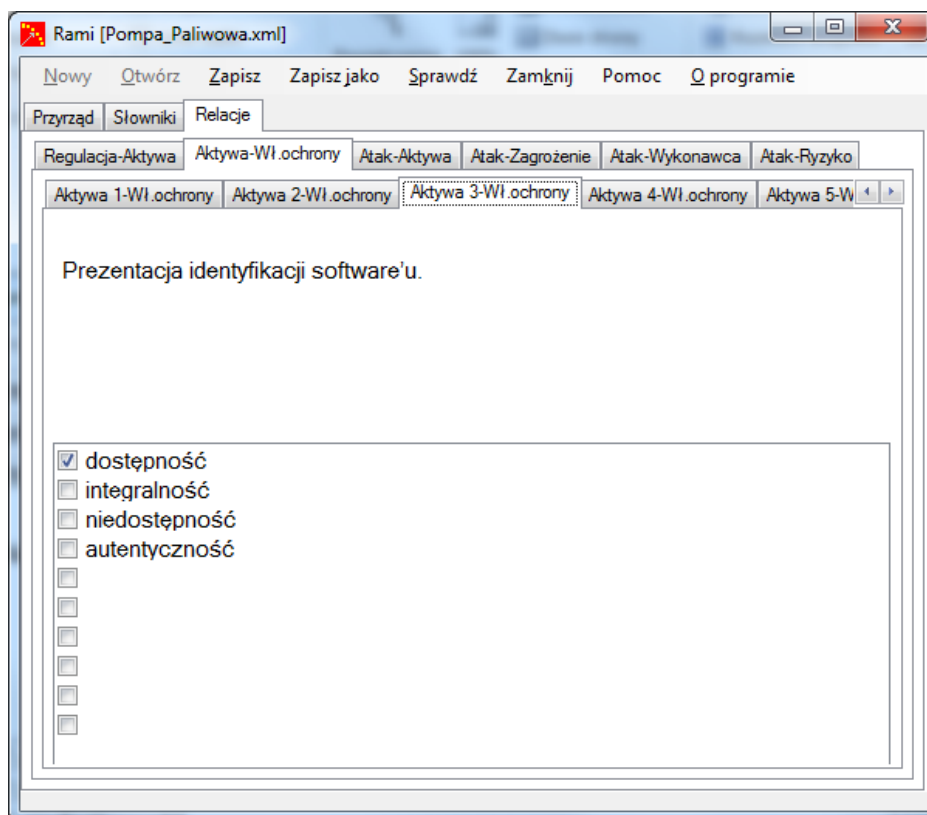 Rami [Pompa_Paliwowa.xml]
Nowy Otwórz Zapisz Zapisz jako Sprawdź Zamknij Pomoc O programie
Przyrząd Słowniki Relacje
Regulacja-Aktywa Aktywa-Wł.ochrony Atak-Aktywa Atak-Zagrożenie Atak-Wykonawca Atak-Ryzyko
Aktywa 1-Wł.ochrony Aktywa 2-Wł.ochrony Aktywa 3-Wł.ochrony Aktywa 4-Wł.ochrony Aktywa 5-W
Prezentacja identyfikacji software'u.
dostępność
integralność
niedostępność
autentyczność